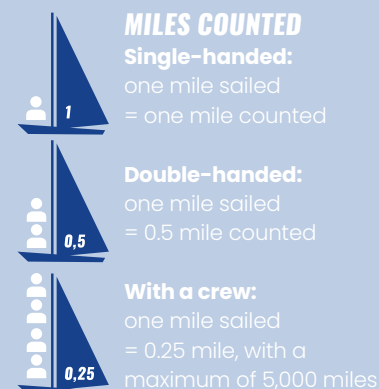 MILES COUNTED
Single-handed:
one mile sailed
= one mile counted
1
Double-handed:
one mile sailed
= 0.5 mile counted
0,5
With a crew:
one mile sailed
= 0.25 mile, with a
maximum of 5,000 miles
0,25